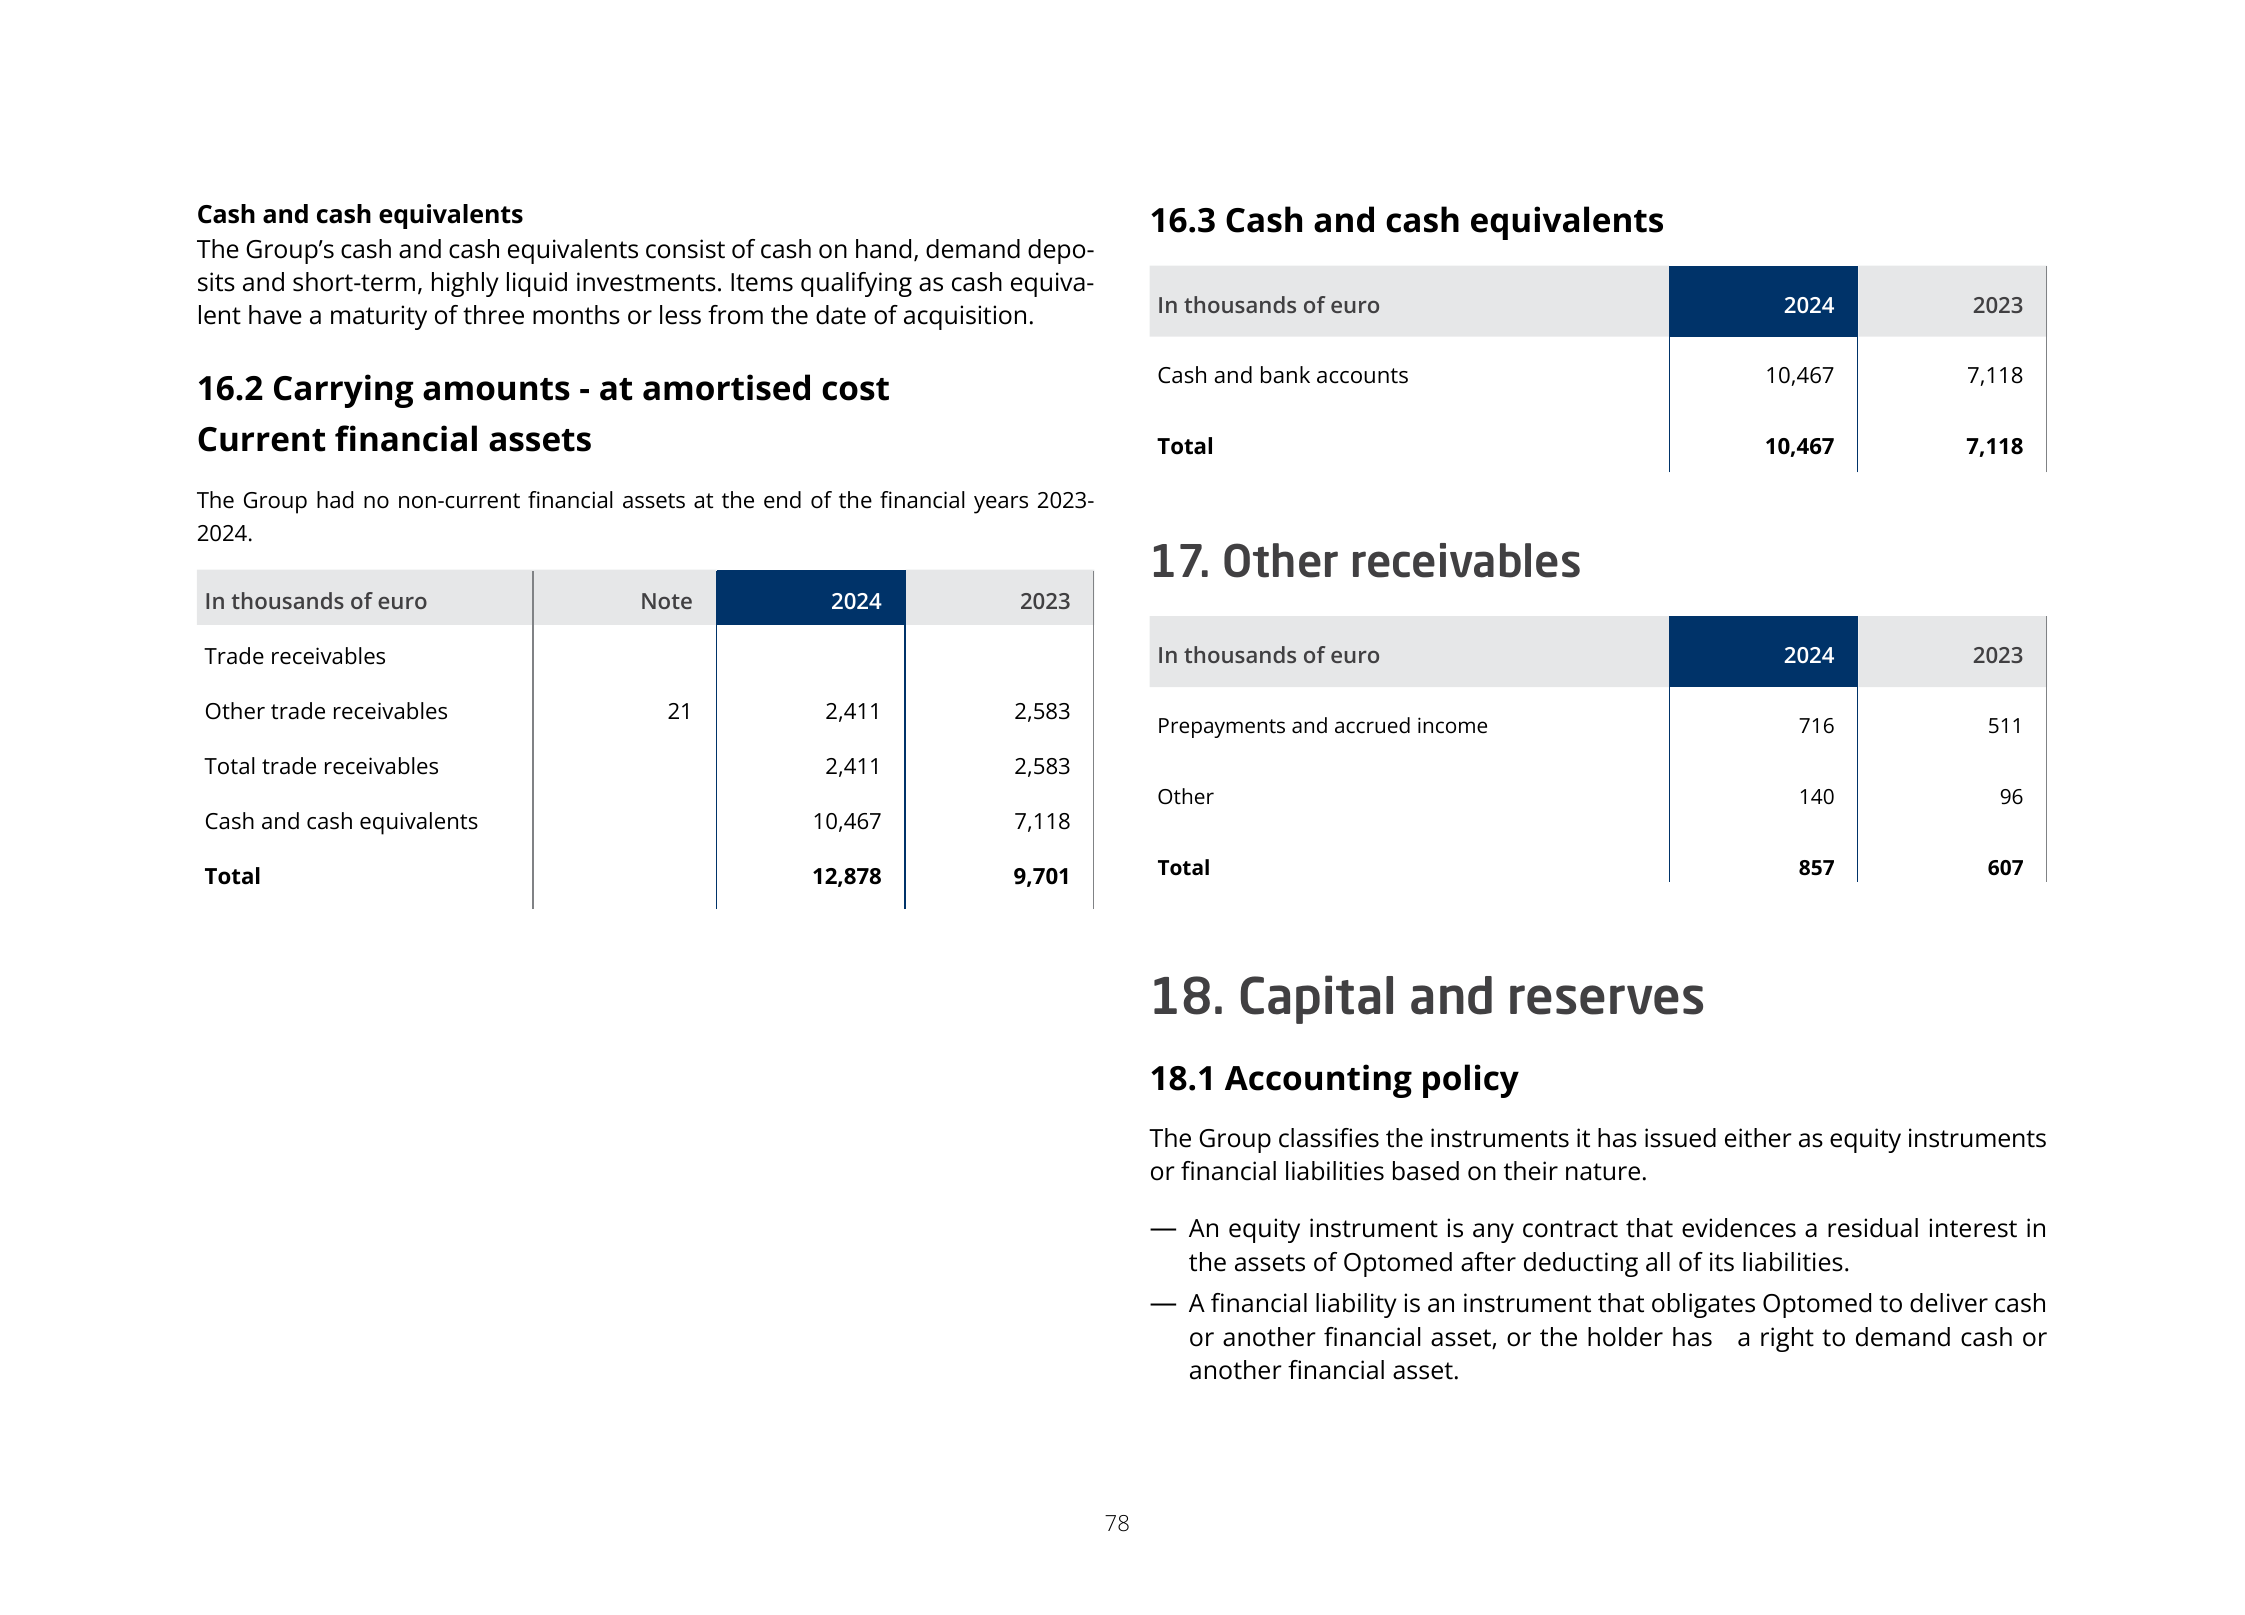 Cash and cash equivalents
The Group’s cash and cash equivalents consist of cash on hand, demand depo-
sits and short-term, highly liquid investments. Items qualifying as cash equiva-
lent have a maturity of three months or less from the date of acquisition.
16.2 Carrying amounts - at amortised cost
Current financial assets
The Group had no non-current financial assets at the end of the financial years 2023-
2024.
In thousands of euro Note 2024 2023
Trade receivables
Other trade receivables 21 2,411 2,583
Total trade receivables 2,411 2,583
Cash and cash equivalents 10,467 7,118
Total 12,878 9,701
16.3 Cash and cash equivalents
In thousands of euro 2024 2023
Cash and bank accounts 10,467 7,118
Total 10,467 7,118
17. Other receivables
In thousands of euro 2024 2023
Prepayments and accrued income 716 511
Other 140 96
Total 857 607
18. Capital and reserves
18.1 Accounting policy
The Group classifies the instruments it has issued either as equity instruments
or financial liabilities based on their nature.
— An equity instrument is any contract that evidences a residual interest in
the assets of Optomed after deducting all of its liabilities.
— A financial liability is an instrument that obligates Optomed to deliver cash
or another financial asset, or the holder has a right to demand cash or
another financial asset.
78